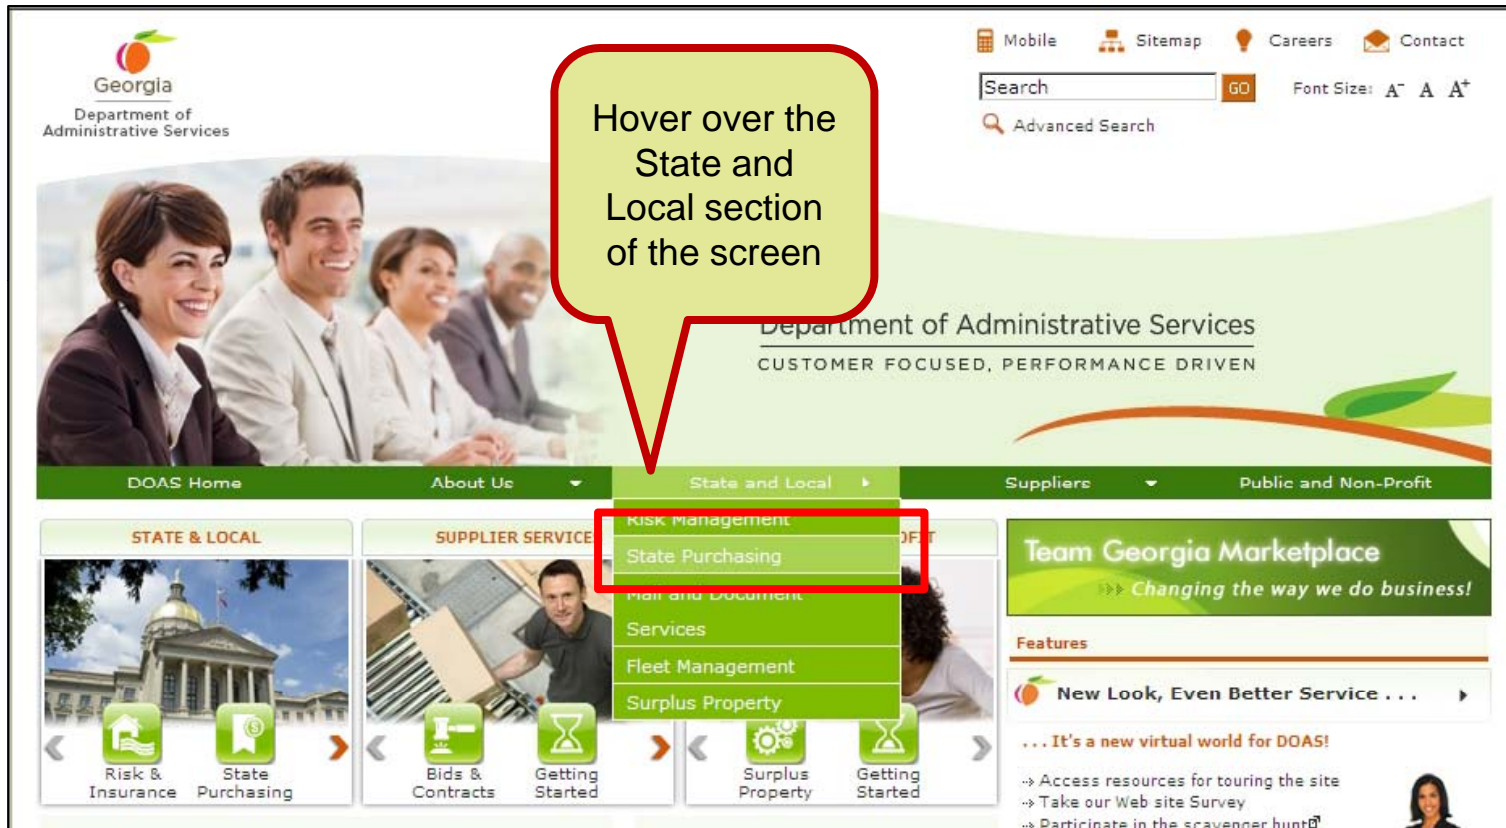 Georgia
Department of
Administrative Services
Mobile
Sitemap
Careers
Contact
Search
GO
Font Size: A- A A+
Advanced Search
Hover over the
State and
Local section
of the screen
Department of Administrative Services
CUSTOMER FOCUSED, PERFORMANCE DRIVEN
DOAS Home
About Us
State and Local
Suppliers
Public and Non-Profit
Risk Management
State Purchasing
Mail and Document
Services
Fleet Management
Surplus Property
STATE & LOCAL
SUPPLIER SERVICE
Risk &
Insurance
State
Purchasing
Bids &
Contracts
Getting
Started
Surplus
Property
Getting
Started
Team Georgia Marketplace
Changing the way we do business!
Features
New Look, Even Better Service . . .
. . . It's a new virtual world for DOAS!
Access resources for touring the site
Take our Web site Survey
Participate in the scavenger hunt